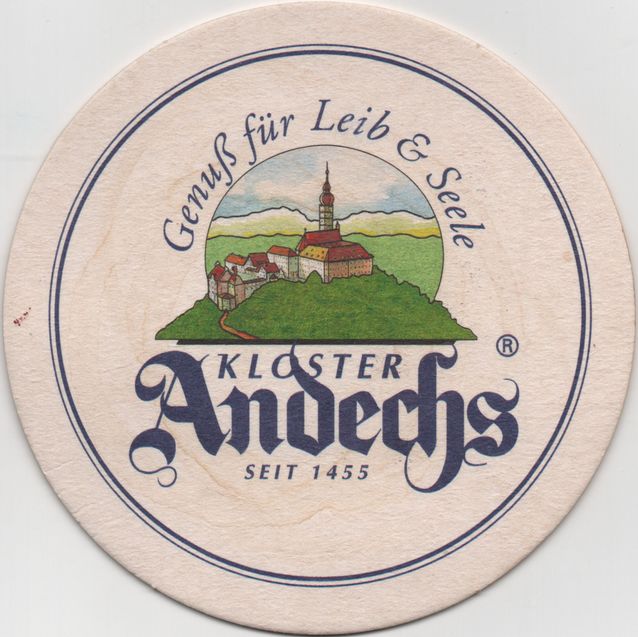 Genuß für Leib & Seele
KLOSTER
Andechs ®
SEIT 1455